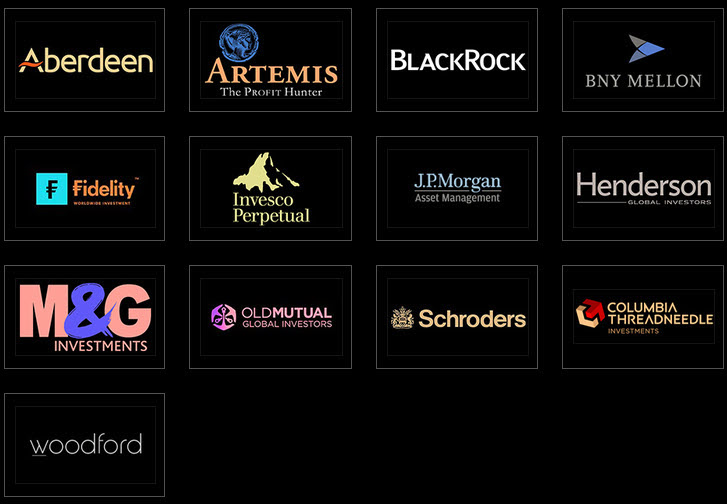 Aberdeen
ARTEMIS
The PROFIT Hunter
BLACKROCK
BNY MELLON
Fidelity™
WORLDWIDE INVESTMENT
Invesco
Perpetual
J.P.Morgan
Asset Management
Henderson
GLOBAL INVESTORS
M&G
INVESTMENTS
OLDMUTUAL
GLOBAL INVESTORS
Schroders
COLUMBIA
THREADNEEDLE
INVESTMENTS
woodford